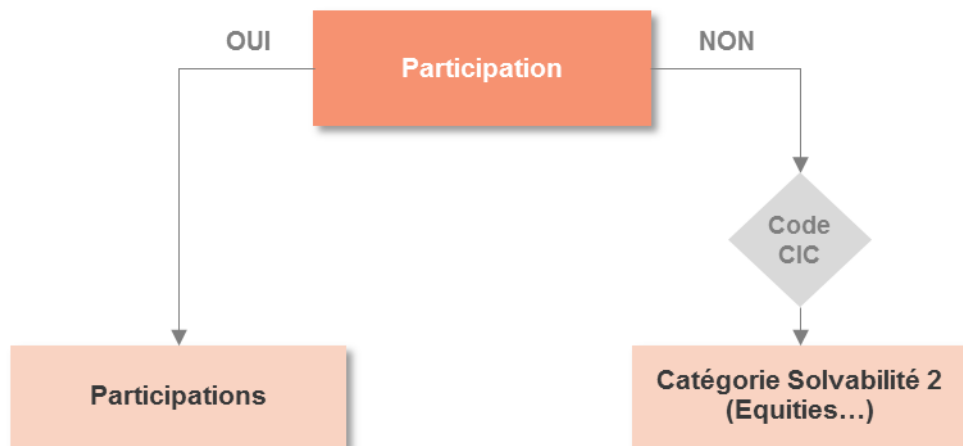 OUI
Participation
NON
Code
CIC
Participations
Catégorie Solvabilité 2
(Equities…)